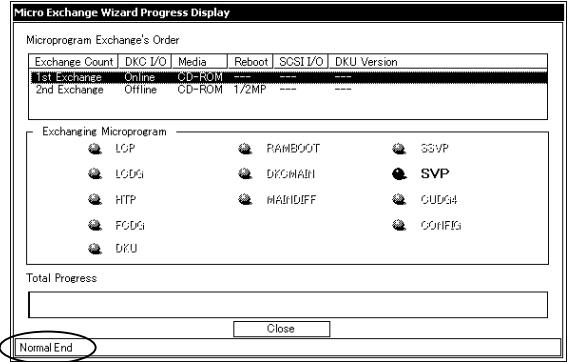 Micro Exchange Wizard Progress Display
Microprogram Exchange's Order
Exchange Count DKC I/O Media Reboot SCSI I/O DKU Version
1st Exchange Online CD-ROM --- --- ---
2nd Exchange Offline CD-ROM 1/2MP --- ---
Exchanging Microprogram
LCP RAMBOOT SSVP
LCDG DKCMAIN SVP
HTP MAINDIFF CUDG4
FCDG CONFIG
DKU
Total Progress
Close
Normal End